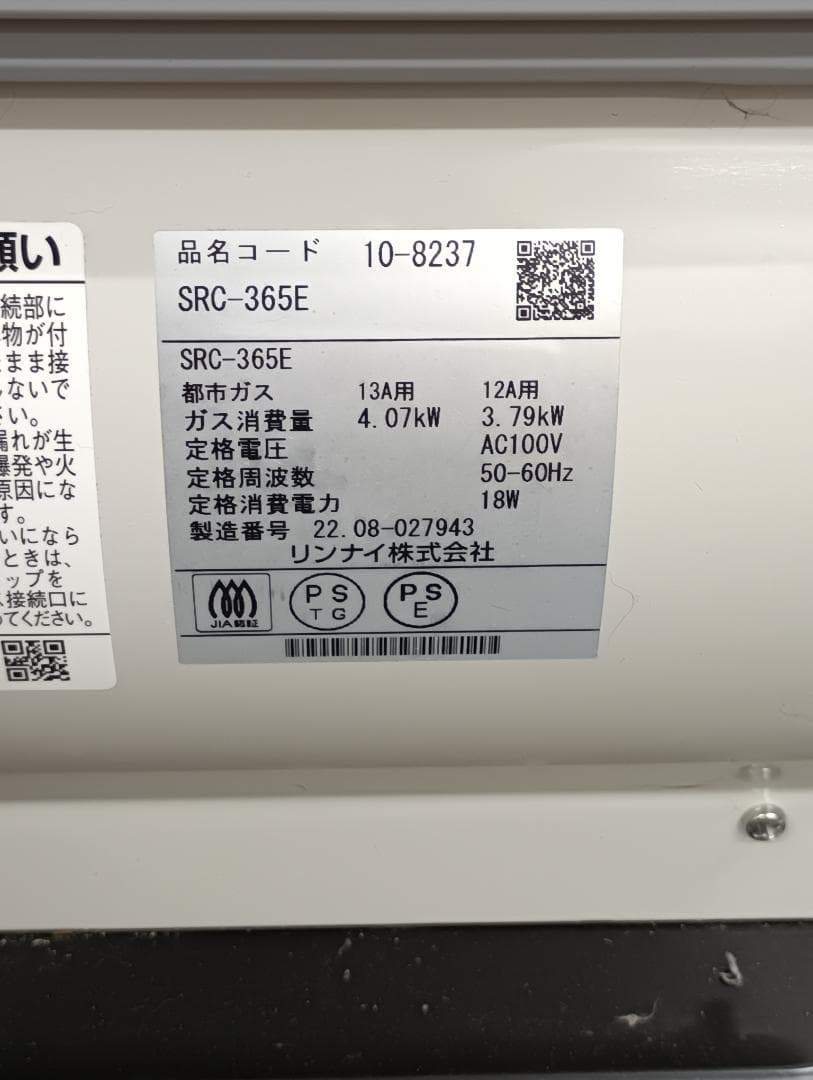 願い
続部に
物が付
まま接
しないで
さい。
漏れが生
爆発や火
原因にな
す。
いになら
ときは、
ップを
接続口に
てください。
品名コード 10-8237
SRC-365E
SRC-365E
都市ガス 13A用 12A用
ガス消費量 4.07kW 3.79kW
定格電圧 AC100V
定格周波数 50-60Hz
定格消費電力 18W
製造番号 22.08-027943
リンナイ株式会社
JIA認証
PS
TG
PS
E